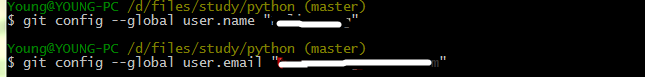 Young@YOUNG-PC /d/files/study/python (master)
$ git config --global user.name "
Young@YOUNG-PC /d/files/study/python (master)
$ git config --global user.email "